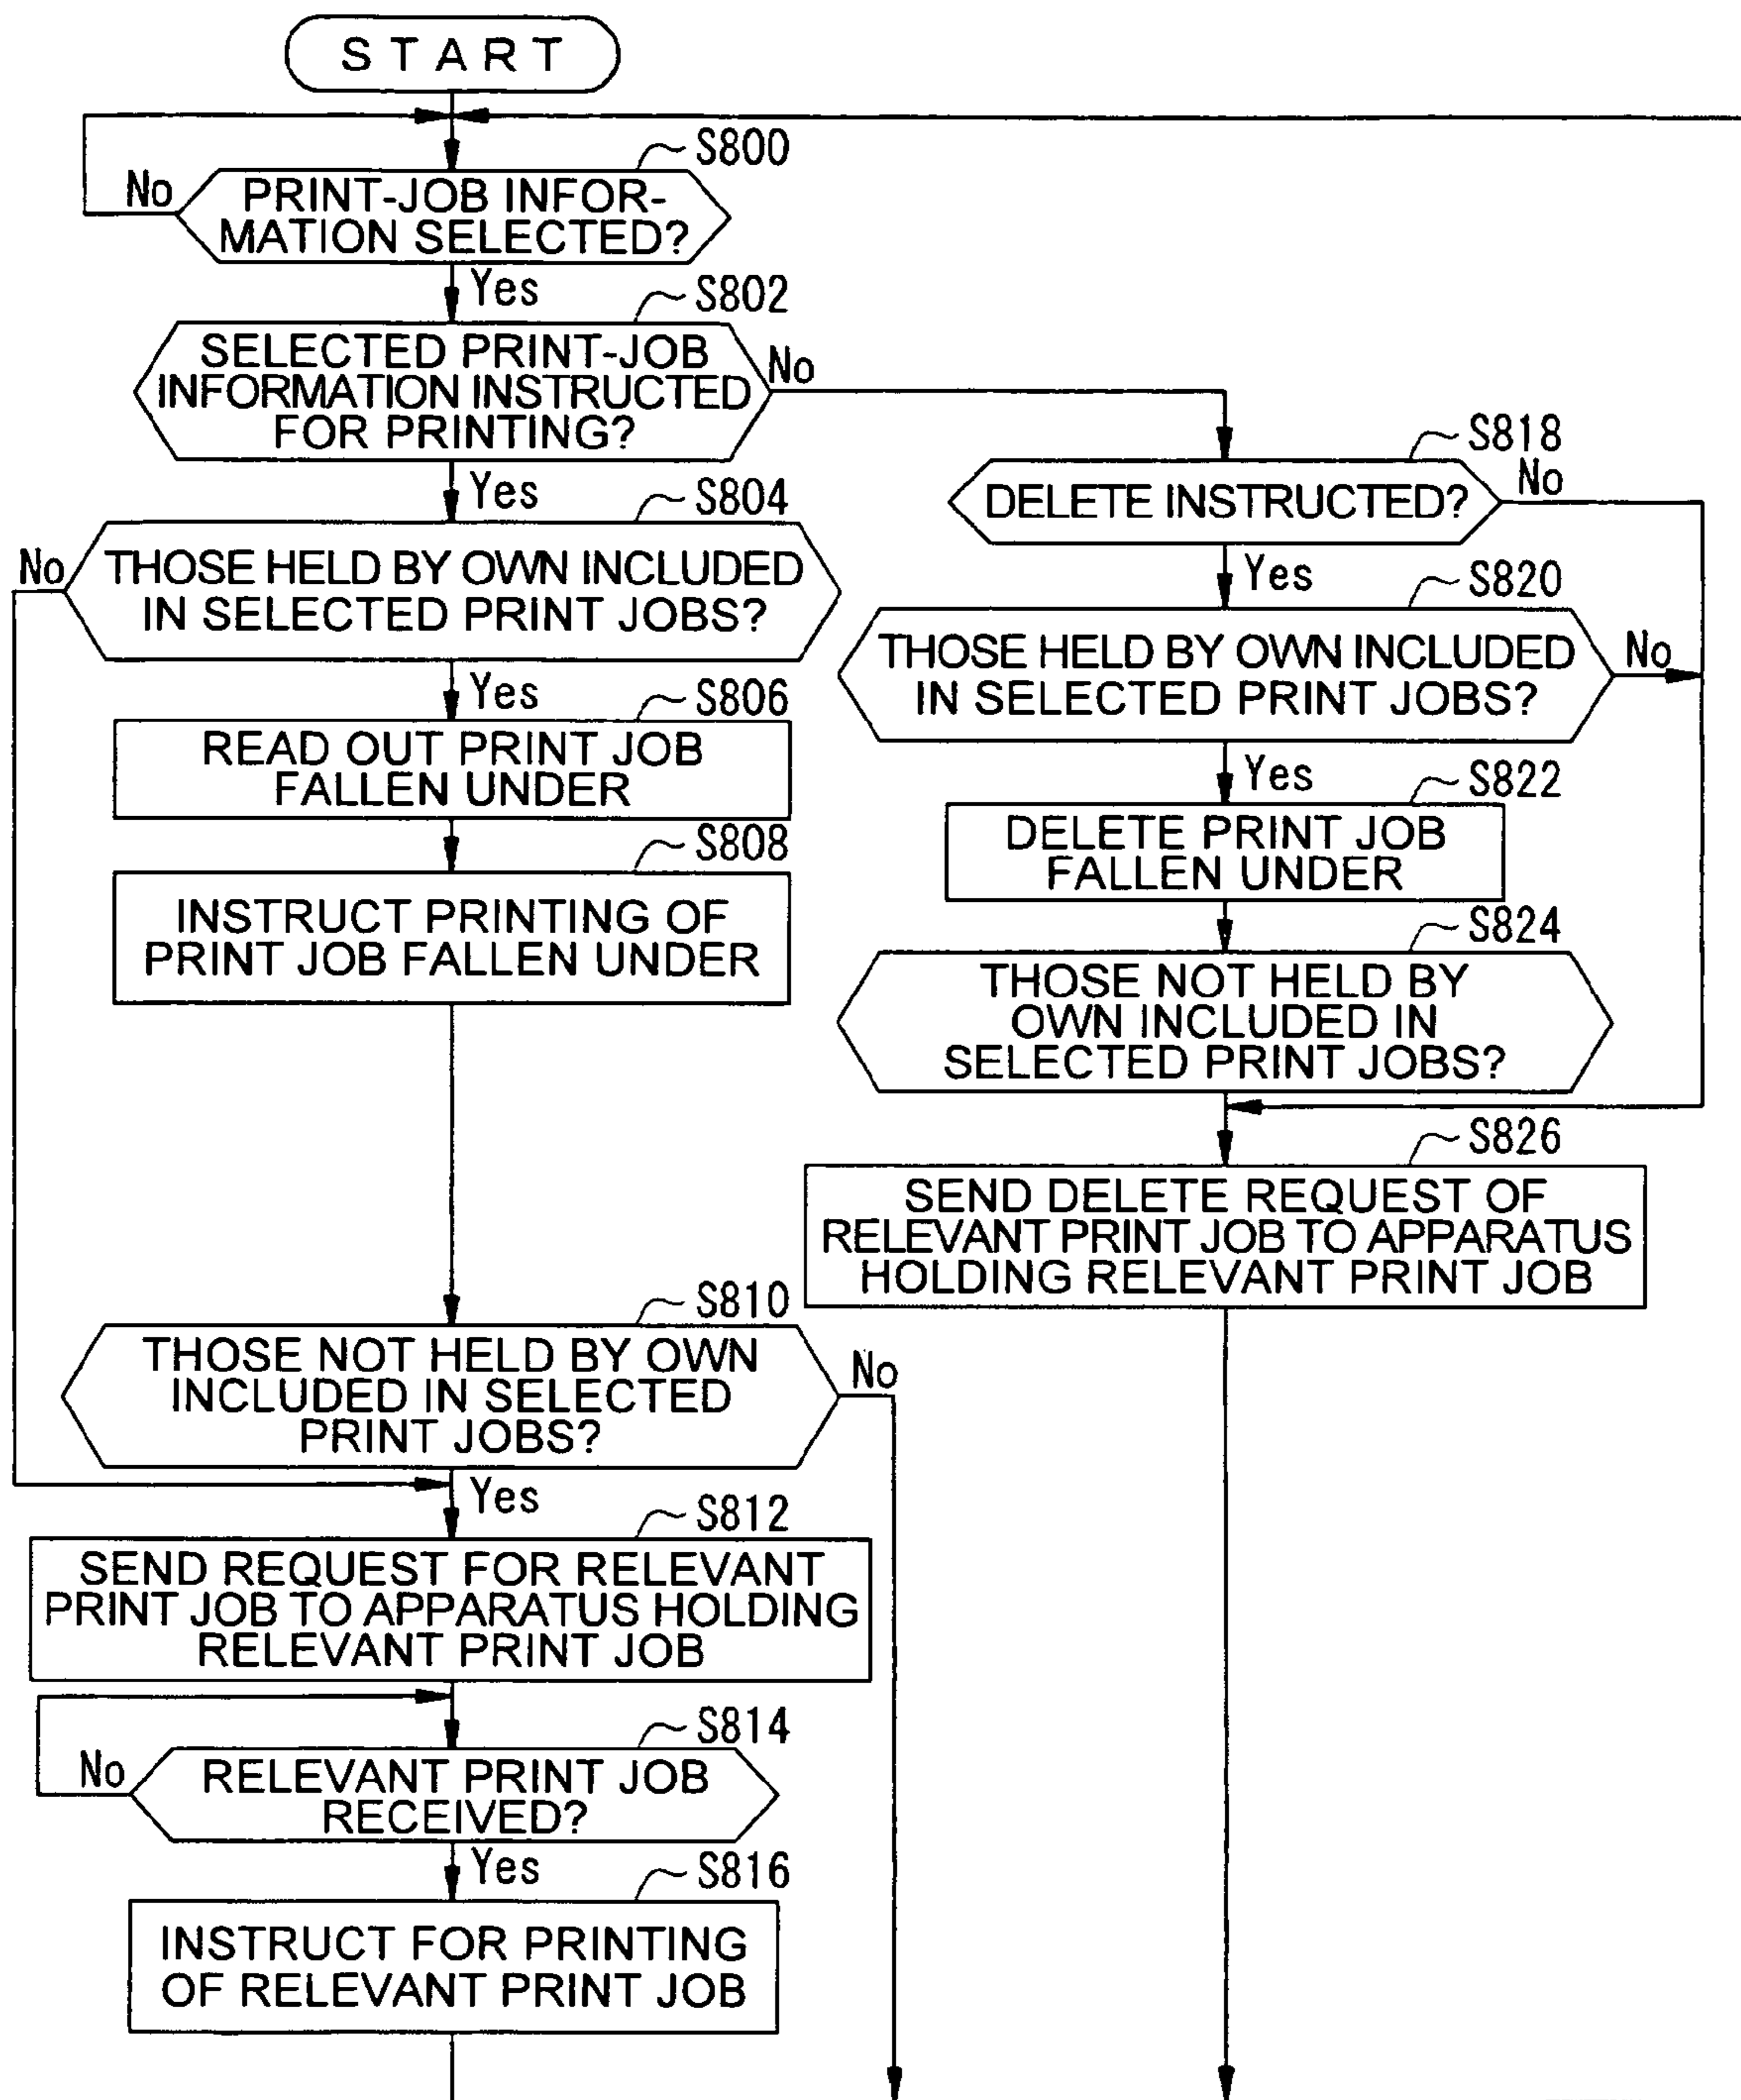 START
S800
No
PRINT-JOB INFOR-
MATION SELECTED?
Yes
S802
SELECTED PRINT-JOB
INFORMATION INSTRUCTED
FOR PRINTING?
No
Yes
S804
No
THOSE HELD BY OWN INCLUDED
IN SELECTED PRINT JOBS?
Yes
S806
READ OUT PRINT JOB
FALLEN UNDER
S808
INSTRUCT PRINTING OF
PRINT JOB FALLEN UNDER
S810
THOSE NOT HELD BY OWN
INCLUDED IN SELECTED
PRINT JOBS?
No
Yes
S812
SEND REQUEST FOR RELEVANT
PRINT JOB TO APPARATUS HOLDING
RELEVANT PRINT JOB
S814
No
RELEVANT PRINT JOB
RECEIVED?
Yes
S816
INSTRUCT FOR PRINTING
OF RELEVANT PRINT JOB
S818
DELETE INSTRUCTED?
No
Yes
S820
THOSE HELD BY OWN INCLUDED
IN SELECTED PRINT JOBS?
No
Yes
S822
DELETE PRINT JOB
FALLEN UNDER
S824
THOSE NOT HELD BY
OWN INCLUDED IN
SELECTED PRINT JOBS?
S826
SEND DELETE REQUEST OF
RELEVANT PRINT JOB TO APPARATUS
HOLDING RELEVANT PRINT JOB